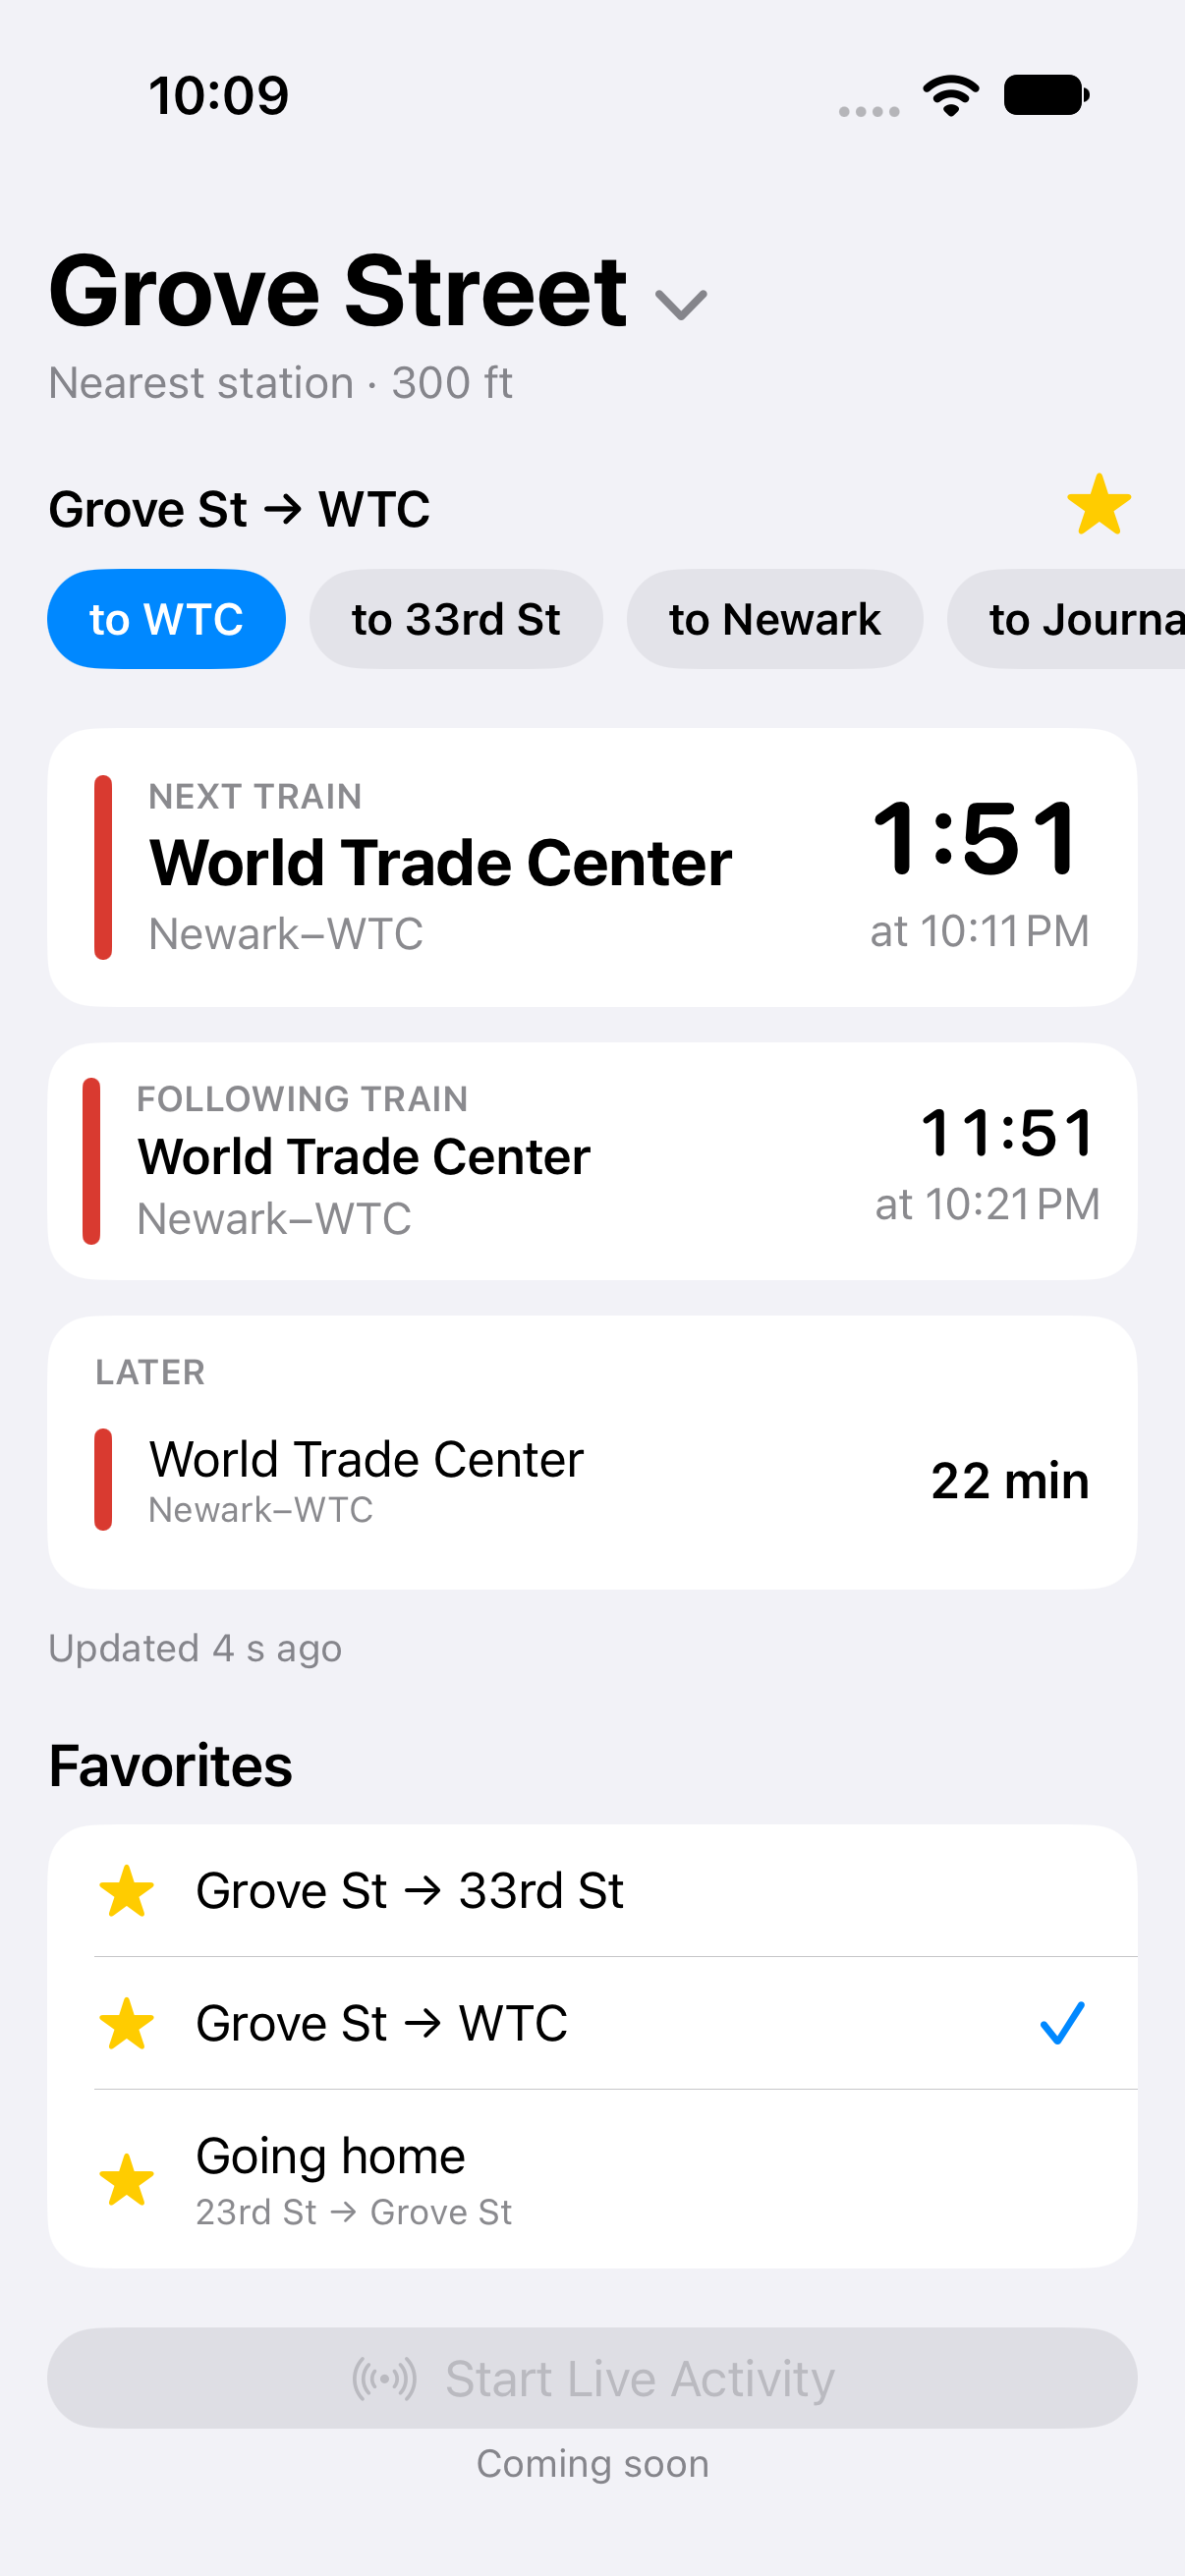 10:09
Grove Street
Nearest station · 300 ft
Grove St → WTC
to WTC
to 33rd St
to Newark
to Journa
NEXT TRAIN
World Trade Center
Newark–WTC
1:51
at 10:11 PM
FOLLOWING TRAIN
World Trade Center
Newark–WTC
11:51
at 10:21 PM
LATER
World Trade Center
Newark–WTC
22 min
Updated 4 s ago
Favorites
Grove St → 33rd St
Grove St → WTC
Going home
23rd St → Grove St
Start Live Activity
Coming soon